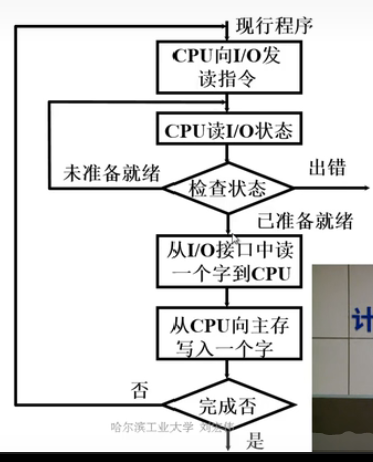 现行程序
CPU向I/O发
读指令
CPU读I/O状态
未准备就绪
检查状态
出错
已准备就绪
从I/O接口中读
一个字到CPU
从CPU向主存
写入一个字
否
完成否
哈尔滨工业大学 刘宏伟
是
计